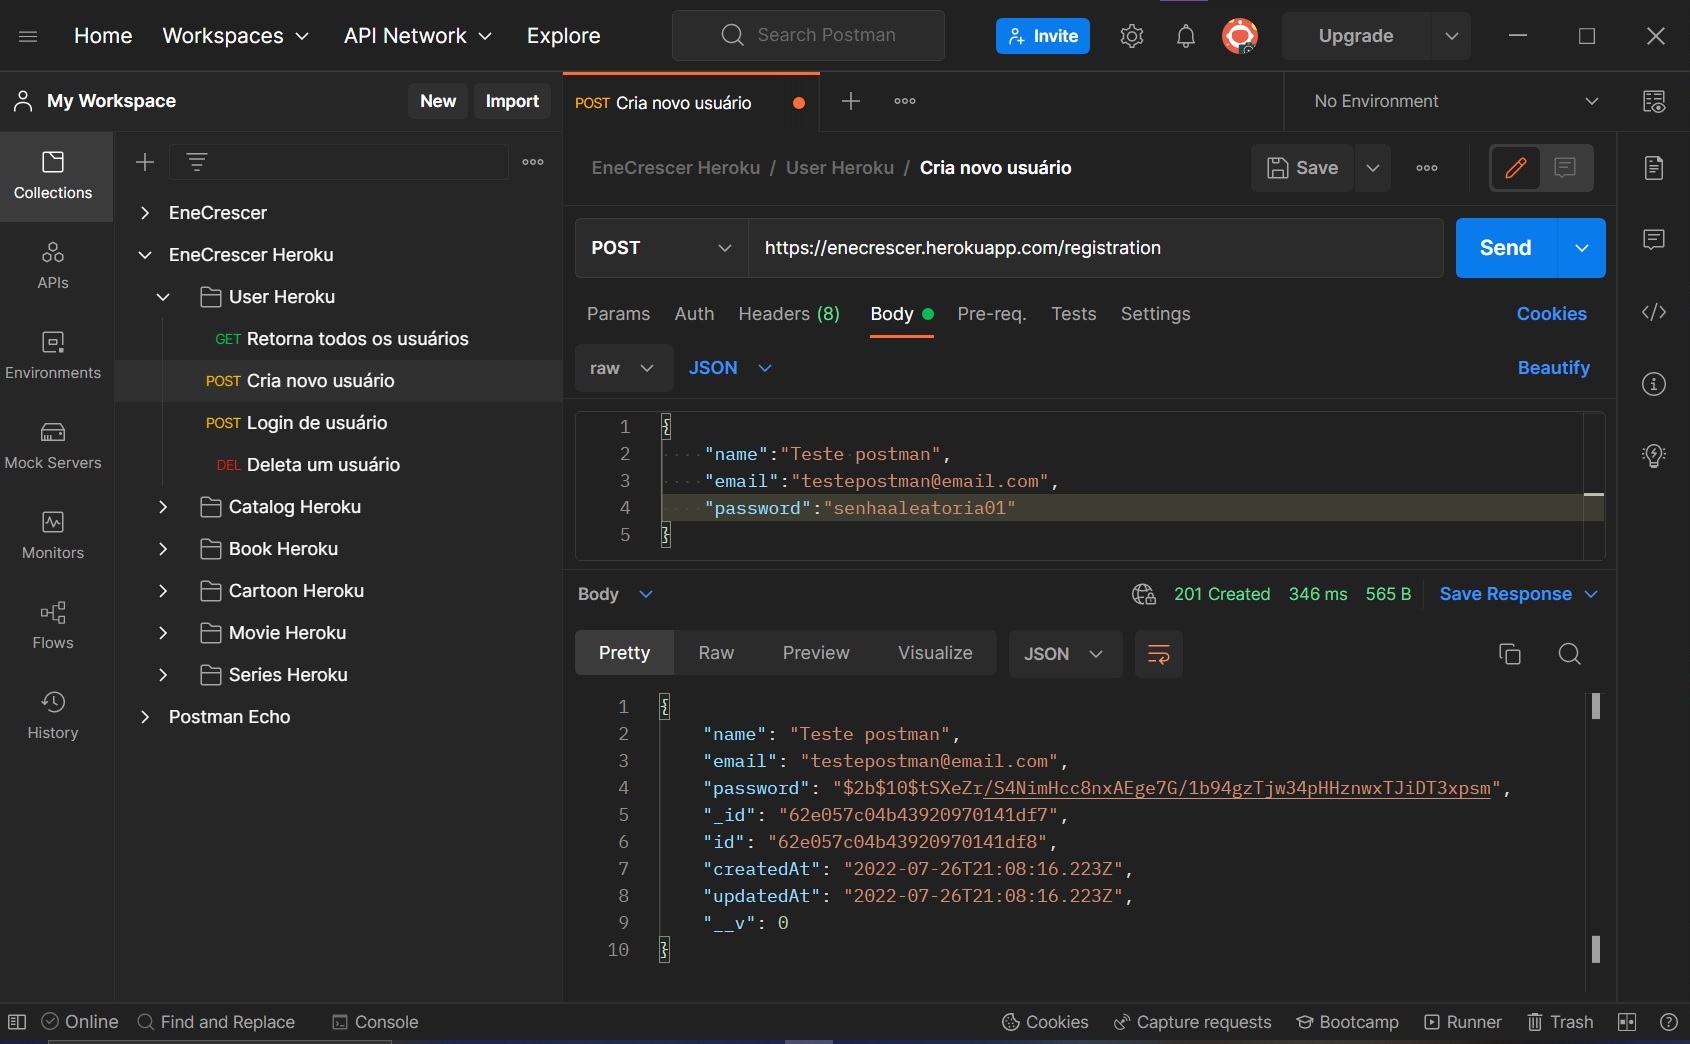 Home Workspaces API Network Explore Search Postman Invite Upgrade
My Workspace New Import
POST Cria novo usuário No Environment
Collections
APIs
Environments
Mock Servers
Monitors
Flows
History
EneCrescer
EneCrescer Heroku
User Heroku
GET Retorna todos os usuários
POST Cria novo usuário
POST Login de usuário
DEL Deleta um usuário
Catalog Heroku
Book Heroku
Cartoon Heroku
Movie Heroku
Series Heroku
Postman Echo
EneCrescer Heroku / User Heroku / Cria novo usuário Save
POST https://enecrescer.herokuapp.com/registration Send
Params Auth Headers (8) Body Pre-req. Tests Settings Cookies
raw JSON Beautify
1 {
2 "name":"Teste postman",
3 "email":"testepostman@email.com",
4 "password":"senhaaleatoria01"
5 }
Body 201 Created 346 ms 565 B Save Response
Pretty Raw Preview Visualize JSON
1 {
2 "name": "Teste postman",
3 "email": "testepostman@email.com",
4 "password": "$2b$10$tSXeZr/S4NimHcc8nxAEge7G/1b94gzTjw34pHHznwxTJiDT3xpsm",
5 "_id": "62e057c04b43920970141df7",
6 "id": "62e057c04b43920970141df8",
7 "createdAt": "2022-07-26T21:08:16.223Z",
8 "updatedAt": "2022-07-26T21:08:16.223Z",
9 "__v": 0
10 }
Online Find and Replace Console Cookies Capture requests Bootcamp Runner Trash